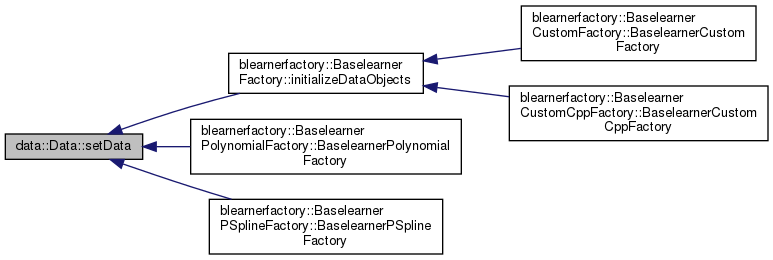 blearnerfactory::Baselearner
CustomFactory::BaselearnerCustom
Factory
blearnerfactory::Baselearner
Factory::initializeDataObjects
blearnerfactory::Baselearner
CustomCppFactory::BaselearnerCustom
CppFactory
data::Data::setData
blearnerfactory::Baselearner
PolynomialFactory::BaselearnerPolynomial
Factory
blearnerfactory::Baselearner
PSplineFactory::BaselearnerPSpline
Factory